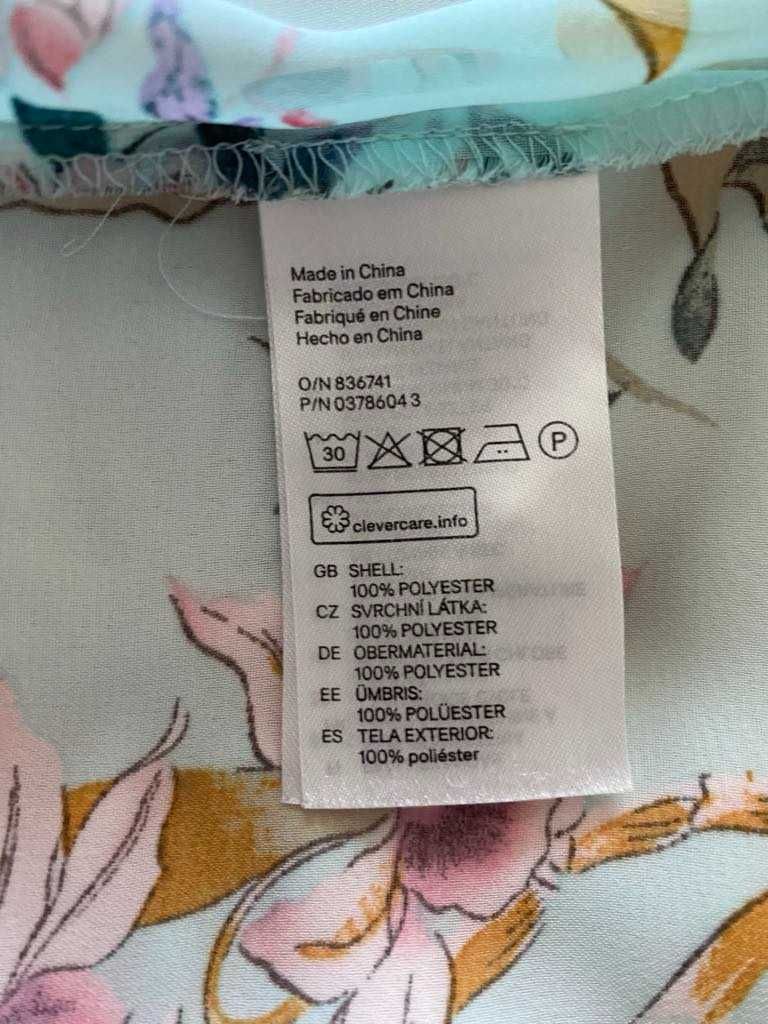 Made in China
Fabricado em China
Fabriqué en Chine
Hecho en China
O/N 836741
P/N 0378604 3
30 P
clevercare.info
GB SHELL:
100% POLYESTER
CZ SVRCHNÍ LÁTKA:
100% POLYESTER
DE OBERMATERIAL:
100% POLYESTER
EE ÜMBRIS:
100% POLÜESTER
ES TELA EXTERIOR:
100% poliéster